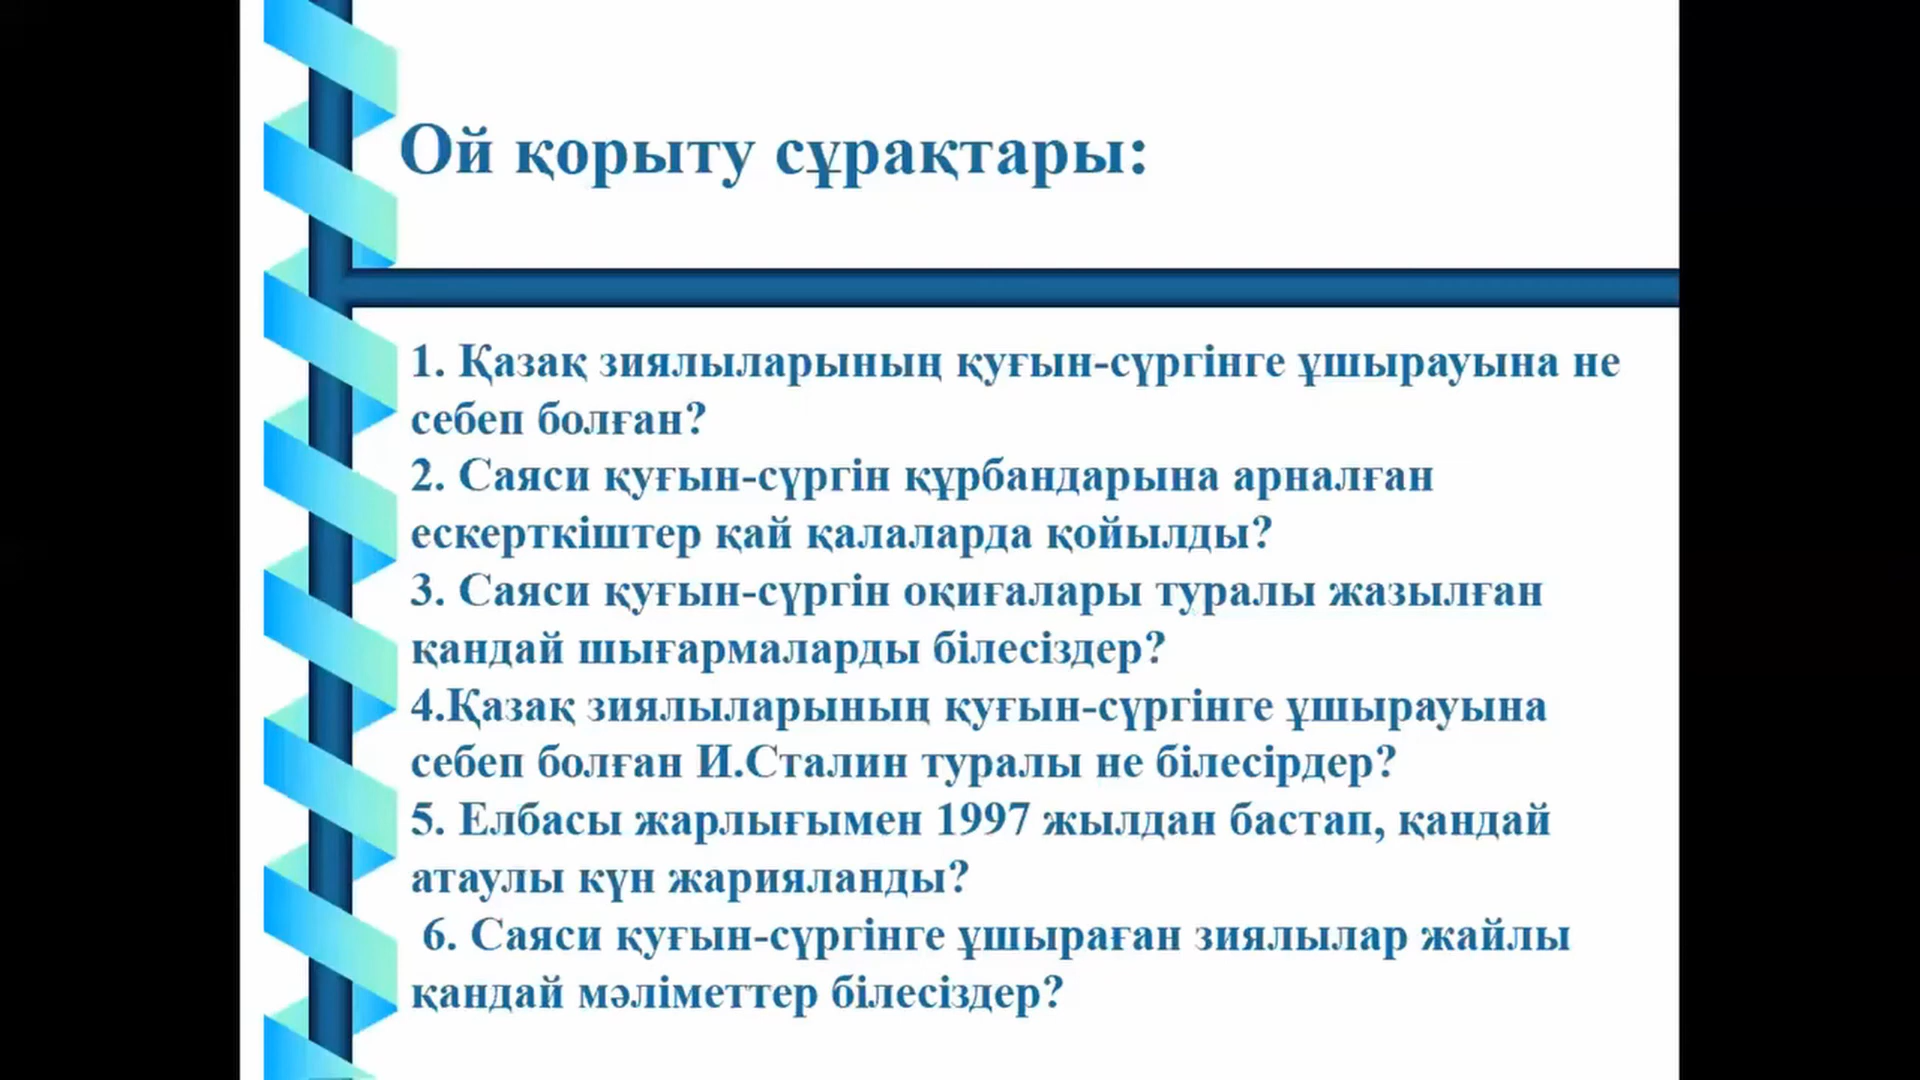 Ой қорыту сұрақтары:
1. Қазақ зиялыларының қуғын-сүргінге ұшырауына не
себеп болған?
2. Саяси қуғын-сүргін құрбандарына арналған
ескерткіштер қай қалаларда қойылды?
3. Саяси қуғын-сүргін оқиғалары туралы жазылған
қандай шығармаларды білесіздер?
4.Қазақ зиялыларының қуғын-сүргінге ұшырауына
себеп болған И.Сталин туралы не білесірдер?
5. Елбасы жарлығымен 1997 жылдан бастап, қандай
атаулы күн жарияланды?
6. Саяси қуғын-сүргінге ұшыраған зиялылар жайлы
қандай мәліметтер білесіздер?